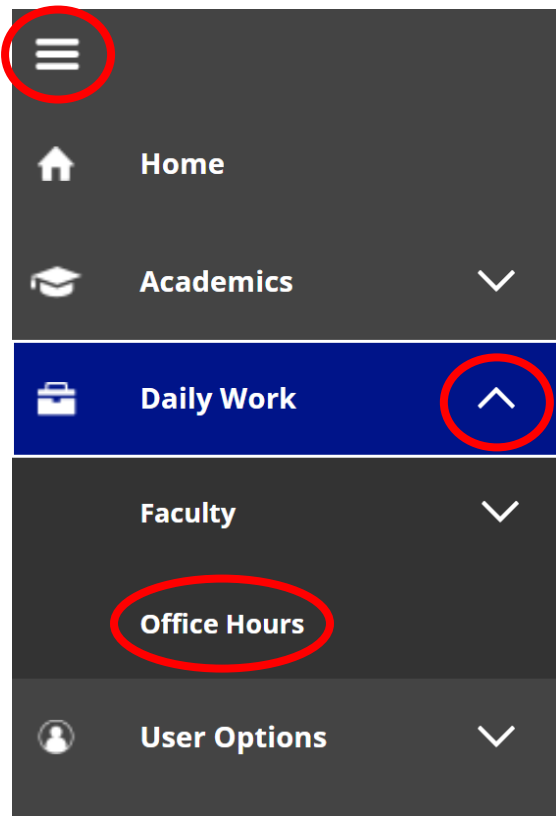 Home
Academics
Daily Work
Faculty
Office Hours
User Options